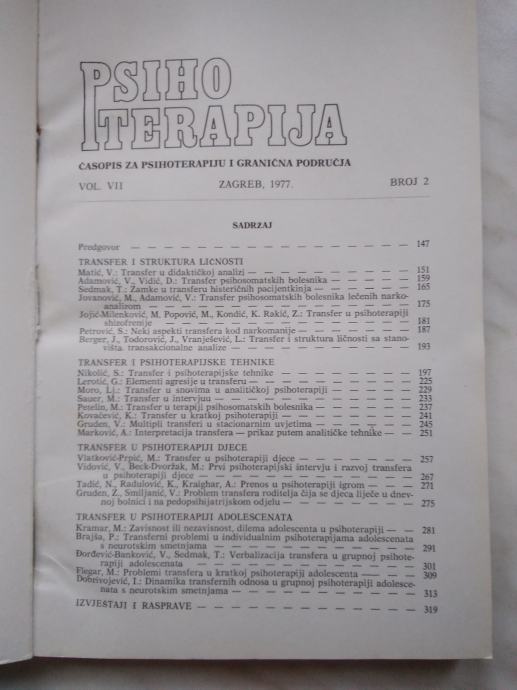 PSIHO
TERAPIJA
ČASOPIS ZA PSIHOTERAPIJU I GRANIČNA PODRUČJA
VOL. VII ZAGREB, 1977. BROJ 2
SADRŽAJ
Predgovor — — — — — — — — — — — — — — — 147
TRANSFER I STRUKTURA LIČNOSTI
Matić, V.: Transfer u didaktičkoj analizi — — — — — — — — — 151
Adamović, V., Vidić, D.: Transfer psihosomatskih bolesnika — — — — 159
Sedmak, T.: Zamke u transferu histeričnih pacijentkinja — — — — — 165
Jovanović, M., Adamović, V.: Transfer psihosomatskih bolesnika lečenih narko-
analizom — — — — — — — — — — — — — — 175
Jojić-Milenković, M. Popović, M., Kondić, K. Rakić, Z.: Transfer u psihoterapiji
shizofrenije — — — — — — — — — — — — — 181
Petrović, S.: Neki aspekti transfera kod narkomanije — — — — — — 187
Berger, J., Todorović, J., Vranješević, L.: Transfer i struktura ličnosti sa stano-
višta transakcionalne analize — — — — — — — — — 193
TRANSFER I PSIHOTERAPIJSKE TEHNIKE
Nikolić, S.: Transfer i psihoterapijske tehnike — — — — — — — 197
Lerotić, G.: Elementi agresije u transferu — — — — — — — — 225
Moro, Lj.: Transfer u snovima u analitičkoj psihoterapiji — — — — 229
Sauer, M.: Transfer u intervjuu — — — — — — — — — — 233
Peselin, M.: Transfer u terapiji psihosomatskih bolesnika — — — — — 237
Kovačević, K.: Transfer u kratkoj psihoterapiji — — — — — — — 241
Gruden, V.: Multipli transferi u stacionarnim uvjetima — — — — — 245
Marković, A.: Interpretacija transfera — prikaz putem analitičke tehnike — — 251
TRANSFER U PSIHOTERAPIJI DJECE
Vlatković-Prpić, M.: Transfer u psihoterapiji djece — — — — — — 257
Vidović, V., Beck-Dvoržak, M.: Prvi psihoterapijski intervju i razvoj transfera
u psihoterapiji djece — — — — — — — — — — — 267
Tadić, N., Radulović, K., Kraighar, A.: Prenos u psihoterapiji igrom — — — 271
Gruden, Z., Smiljanić, V.: Problem transfera roditelja čija se djeca liječe u dnev-
noj bolnici i na pedopsihijatrijskom odjelu — — — — — — 275
TRANSFER U PSIHOTERAPIJI ADOLESCENATA
Kramar, M.: Zavisnost ili nezavisnost, dilema adolescenta u psihoterapiji — — 281
Brajša, P.: Transferni problemi u individualnim psihoterapijama adolescenata
s neurotskim smetnjama — — — — — — — — — — 291
Đorđević-Banković, V., Sedmak, T.: Verbalizacija transfera u grupnoj psihote-
rapiji adolescenata — — — — — — — — — — — 301
Flegar, M.: Problemi transfera u kratkoj psihoterapiji adolescenta — — — 309
Dobrivojević, I.: Dinamika transfernih odnosa u grupnoj psihoterapiji adolesce-
nata s neurotskim smetnjama — — — — — — — — — 313
IZVJEŠTAJI I RASPRAVE — — — — — — — — — — — 319